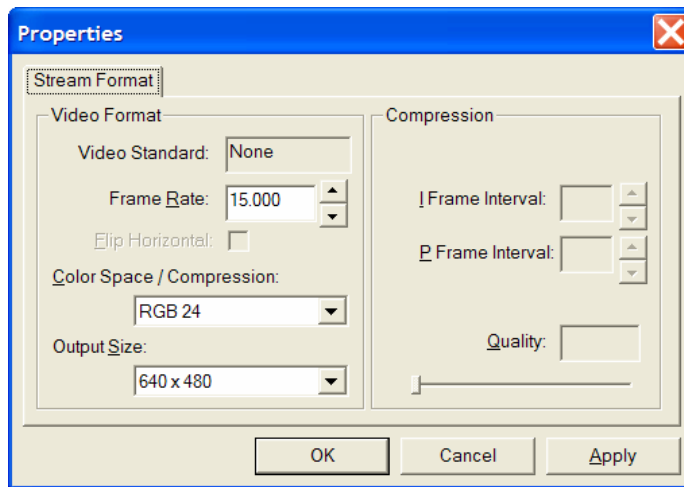 Properties
Stream Format
Video Format
Video Standard: None
Frame Rate: 15.000
Flip Horizontal:
Color Space / Compression:
RGB 24
Output Size:
640 x 480
Compression
I Frame Interval:
P Frame Interval:
Quality:
OK Cancel Apply